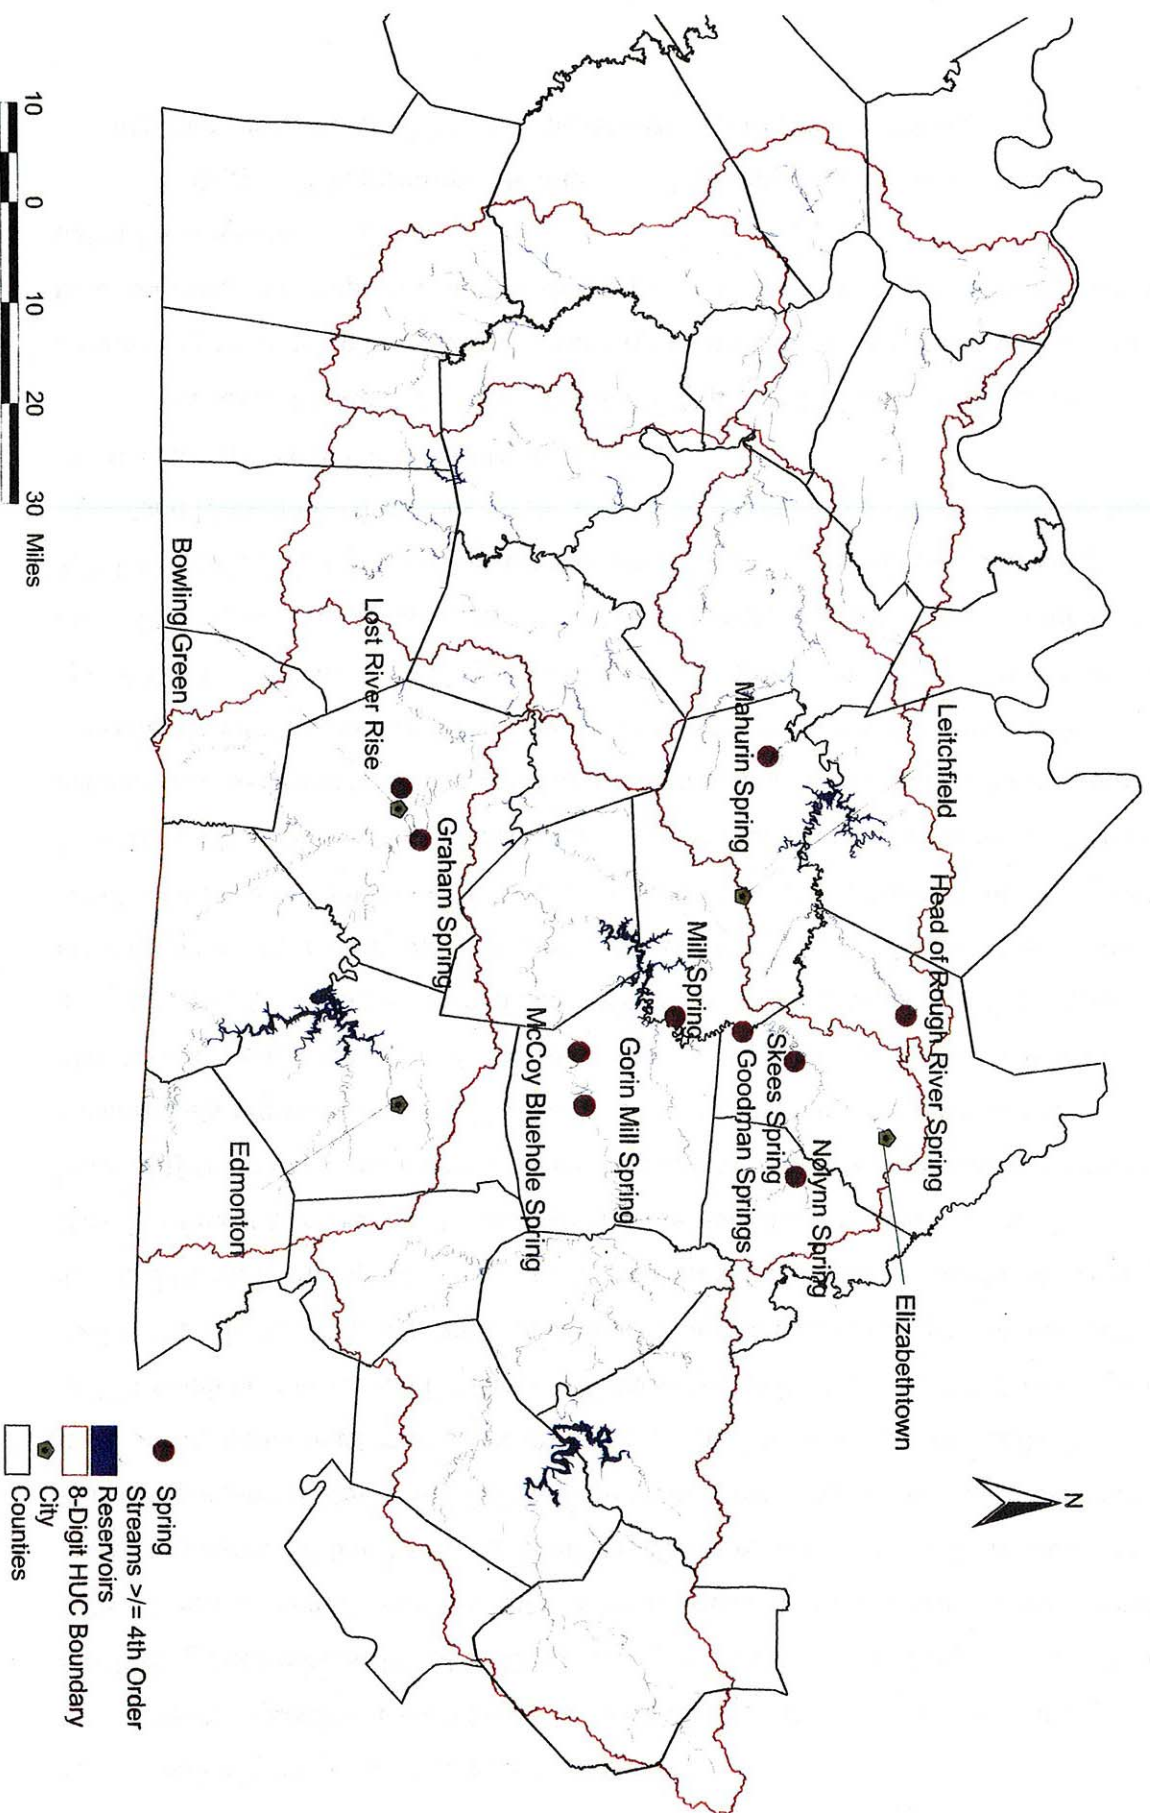 N
Elizabethtown
Leitchfield
Head of Rough River Spring
Nolynn Spring
Skees Spring
Goodman Springs
Mahurin Spring
Mill Spring
Gorin Mill Spring
McCoy Bluehole Spring
Graham Spring
Lost River Rise
Edmonton
Bowling Green
Spring
Streams >/= 4th Order
Reservoirs
8-Digit HUC Boundary
City
Counties
10 0 10 20 30 Miles